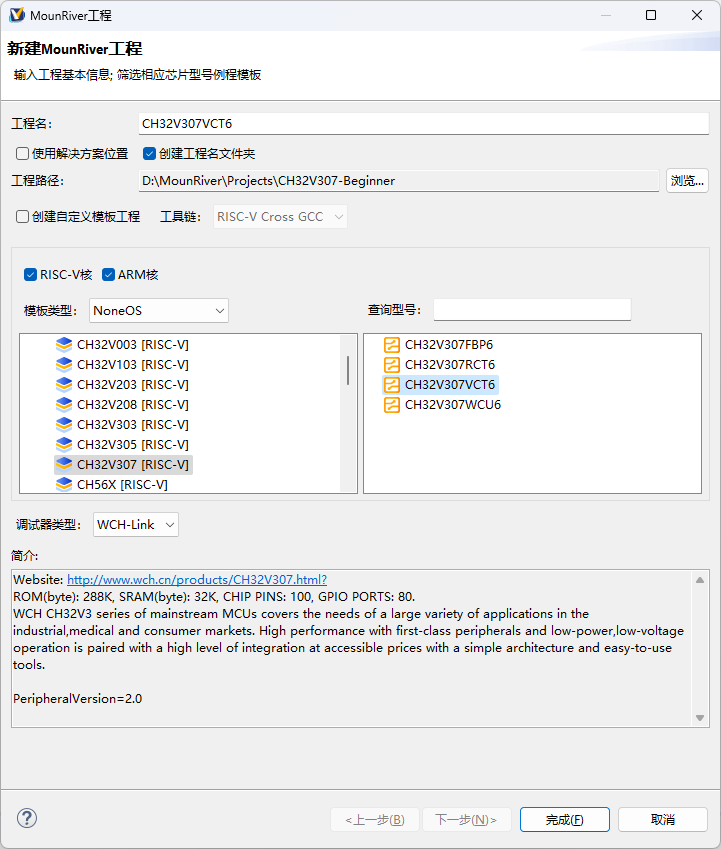 MounRiver工程
新建MounRiver工程
输入工程基本信息; 筛选相应芯片型号例程模板
工程名: CH32V307VCT6
使用解决方案位置 创建工程名文件夹
工程路径: D:\MounRiver\Projects\CH32V307-Beginner 浏览...
创建自定义模板工程 工具链: RISC-V Cross GCC
RISC-V核 ARM核
模板类型: NoneOS 查询型号:
CH32V003 [RISC-V]
CH32V103 [RISC-V]
CH32V203 [RISC-V]
CH32V208 [RISC-V]
CH32V303 [RISC-V]
CH32V305 [RISC-V]
CH32V307 [RISC-V]
CH56X [RISC-V]
CH32V307FBP6
CH32V307RCT6
CH32V307VCT6
CH32V307WCU6
调试器类型: WCH-Link
简介:
Website: http://www.wch.cn/products/CH32V307.html?
ROM(byte): 288K, SRAM(byte): 32K, CHIP PINS: 100, GPIO PORTS: 80.
WCH CH32V3 series of mainstream MCUs covers the needs of a large variety of applications in the
industrial,medical and consumer markets. High performance with first-class peripherals and low-power,low-voltage
operation is paired with a high level of integration at accessible prices with a simple architecture and easy-to-use
tools.
PeripheralVersion=2.0
? <上一步(B) 下一步(N)> 完成(F) 取消